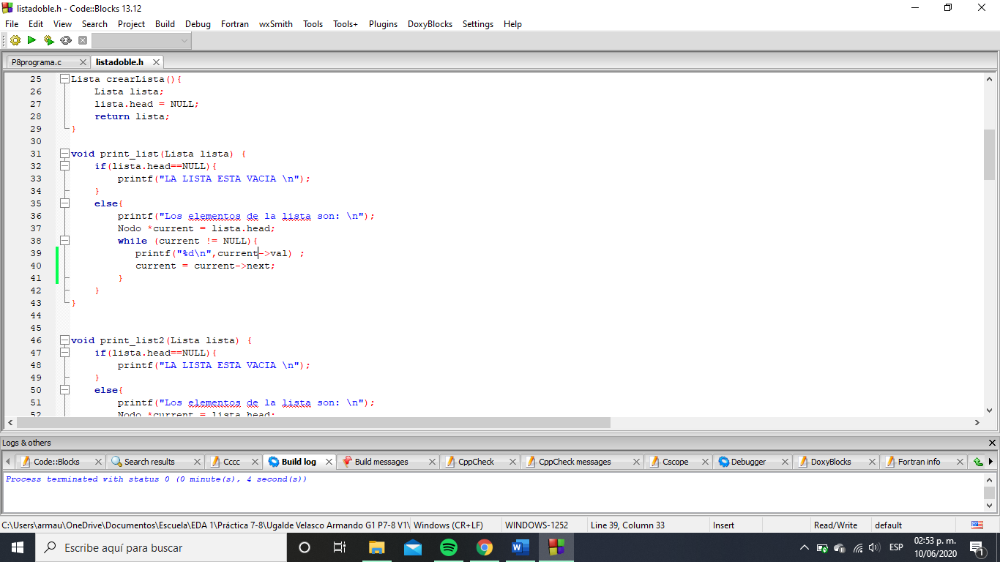 listadoble.h - Code::Blocks 13.12
File Edit View Search Project Build Debug Fortran wxSmith Tools Tools+ Plugins DoxyBlocks Settings Help
P8programa.c listadoble.h
25 Lista crearLista(){
26 Lista lista;
27 lista.head = NULL;
28 return lista;
29 }
30
31 void print_list(Lista lista) {
32 if(lista.head==NULL){
33 printf("LA LISTA ESTA VACIA \n");
34 }
35 else{
36 printf("Los elementos de la lista son: \n");
37 Nodo *current = lista.head;
38 while (current != NULL){
39 printf("%d\n",current->val) ;
40 current = current->next;
41 }
42 }
43 }
44
45
46 void print_list2(Lista lista) {
47 if(lista.head==NULL){
48 printf("LA LISTA ESTA VACIA \n");
49 }
50 else{
51 printf("Los elementos de la lista son: \n");
52 Nodo *current = lista.head;
Logs & others
Code::Blocks Search results Cccc Build log Build messages CppCheck CppCheck messages Cscope Debugger DoxyBlocks Fortran info
Process terminated with status 0 (0 minute(s), 4 second(s))
C:\Users\armau\OneDrive\Documentos\Escuela\EDA 1\Práctica 7-8\Ugalde Velasco Armando G1 P7-8 V1\ Windows (CR+LF) WINDOWS-1252 Line 39, Column 33 Insert Read/Write default
Escribe aquí para buscar
ESP
02:53 p. m.
10/06/2020
1